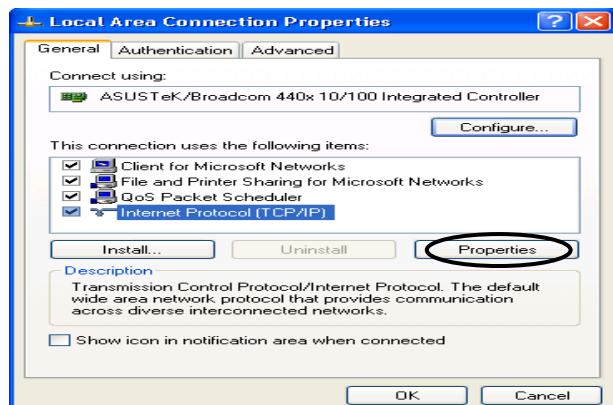 Local Area Connection Properties
General Authentication Advanced
Connect using:
ASUSTeK/Broadcom 440x 10/100 Integrated Controller
Configure...
This connection uses the following items:
Client for Microsoft Networks
File and Printer Sharing for Microsoft Networks
QoS Packet Scheduler
Internet Protocol (TCP/IP)
Install... Uninstall Properties
Description
Transmission Control Protocol/Internet Protocol. The default
wide area network protocol that provides communication
across diverse interconnected networks.
Show icon in notification area when connected
OK Cancel